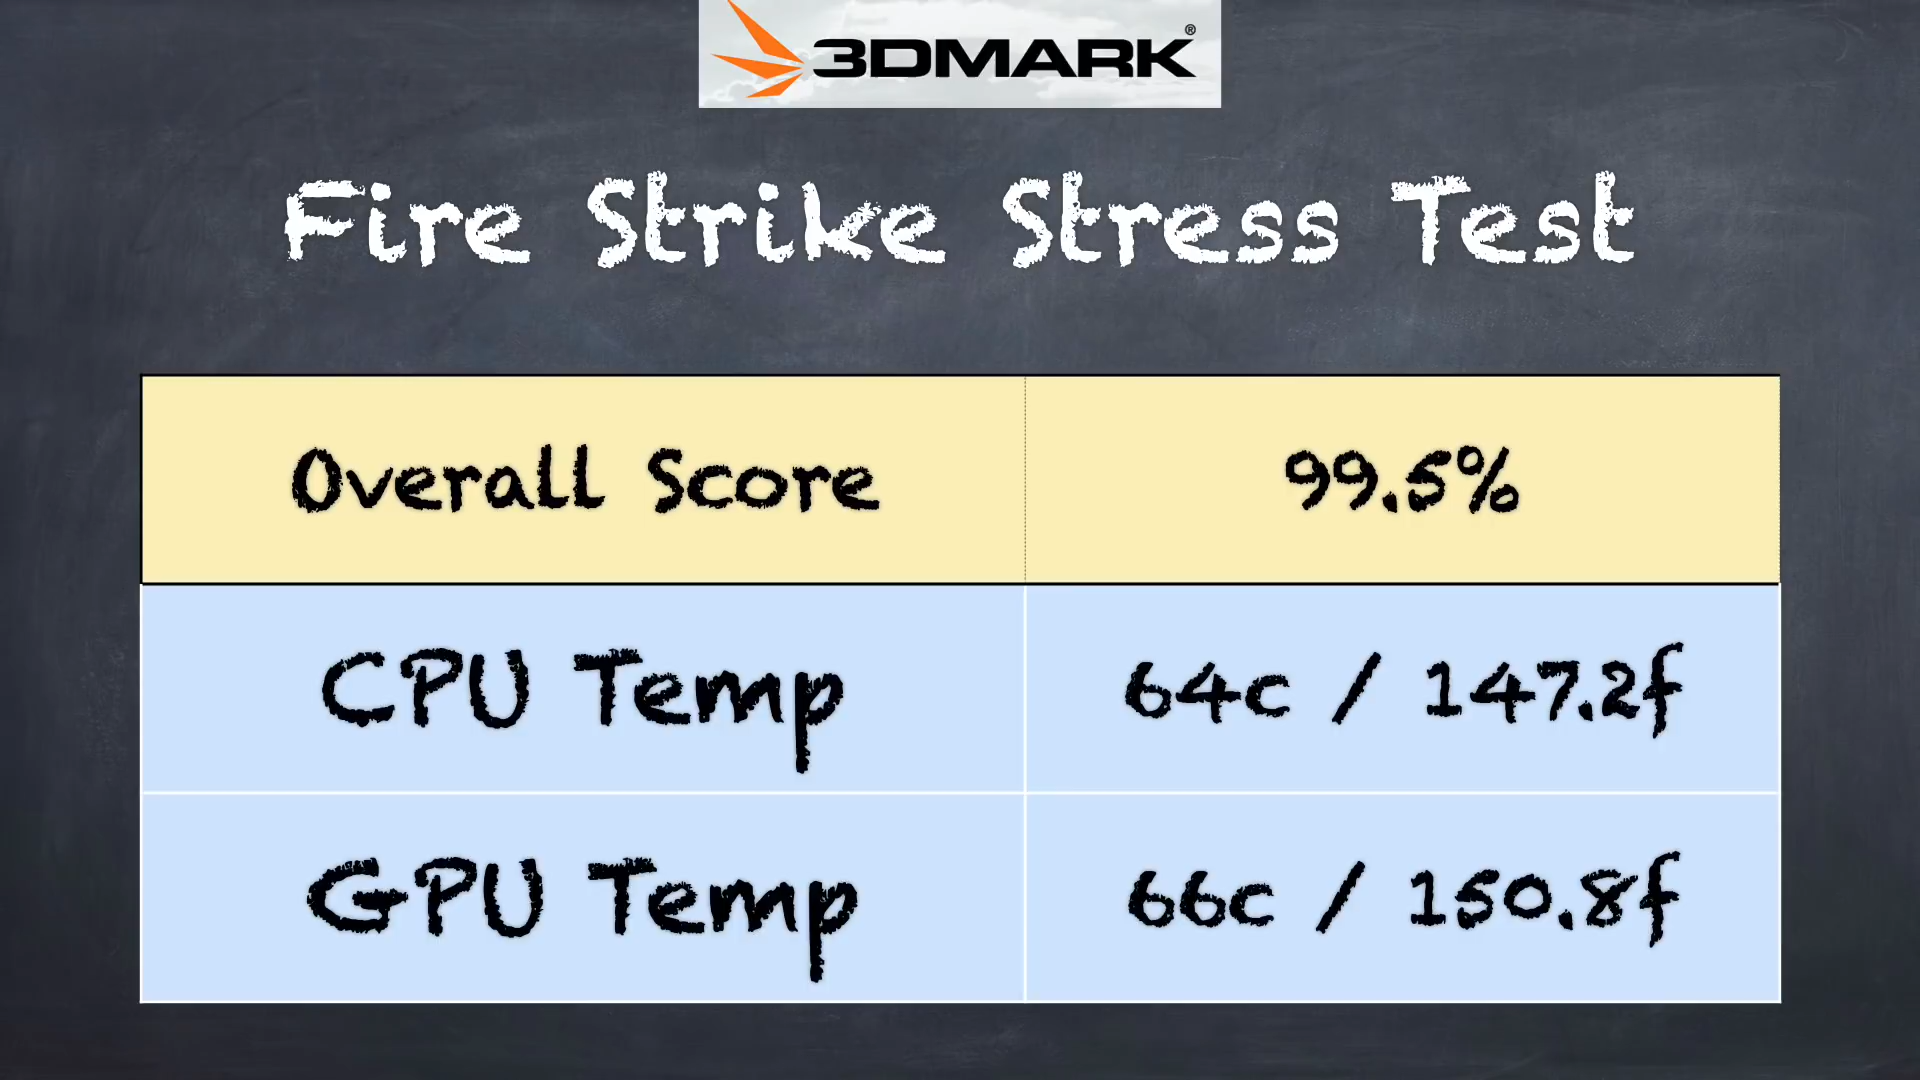 3DMARK®
Fire Strike Stress Test
Overall Score 99.5%
CPU Temp 64c / 147.2f
GPU Temp 66c / 150.8f